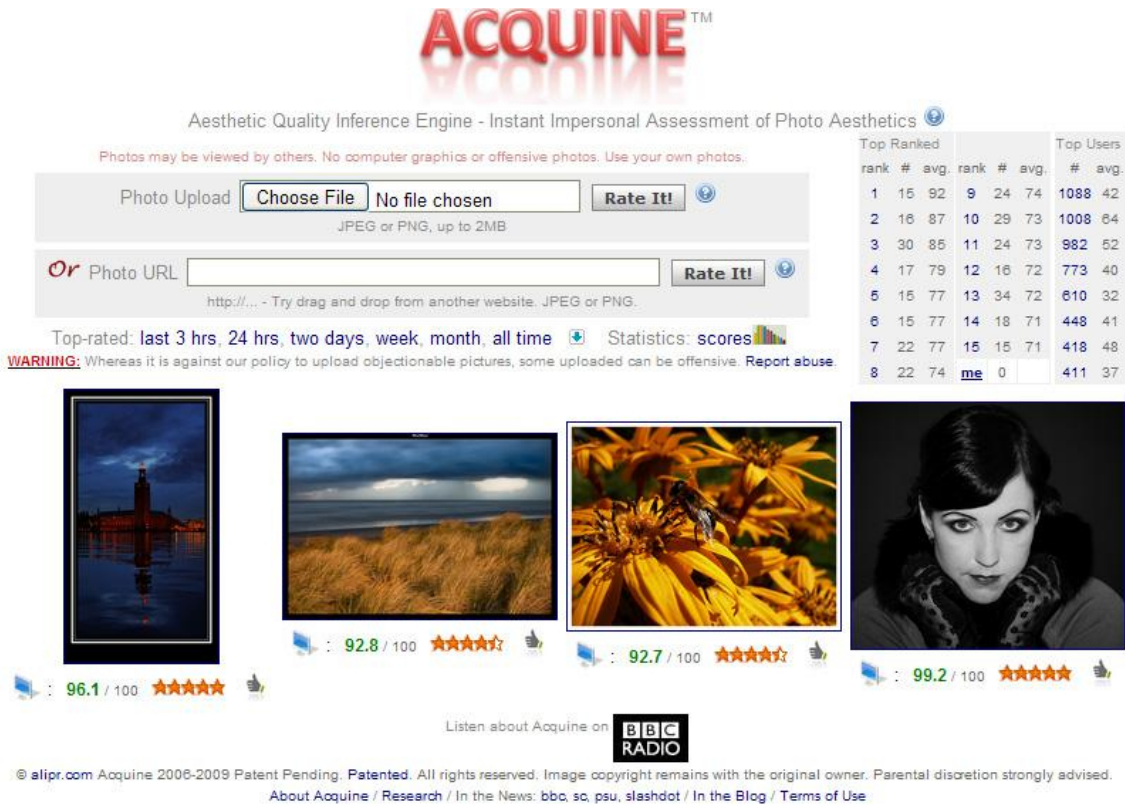 ACQUINE™
Aesthetic Quality Inference Engine - Instant Impersonal Assessment of Photo Aesthetics
Photos may be viewed by others. No computer graphics or offensive photos. Use your own photos.
Photo Upload Choose File No file chosen Rate It!
JPEG or PNG, up to 2MB
Or Photo URL Rate It!
http://... - Try drag and drop from another website. JPEG or PNG.
Top-rated: last 3 hrs, 24 hrs, two days, week, month, all time Statistics: scores
WARNING: Whereas it is against our policy to upload objectionable pictures, some uploaded can be offensive. Report abuse.
Top Ranked Top Users
rank # avg. rank # avg. # avg.
1 15 92 9 24 74 1088 42
2 16 87 10 29 73 1008 64
3 30 85 11 24 73 982 52
4 17 79 12 16 72 773 40
5 15 77 13 34 72 610 32
6 15 77 14 18 71 448 41
7 22 77 15 15 71 418 48
8 22 74 me 0 411 37
: 96.1 / 100
: 92.8 / 100
: 92.7 / 100
: 99.2 / 100
Listen about Acquine on BBC RADIO
© alipr.com Acquine 2006-2009 Patent Pending. Patented. All rights reserved. Image copyright remains with the original owner. Parental discretion strongly advised.
About Acquine / Research / In the News: bbc, sc, psu, slashdot / In the Blog / Terms of Use